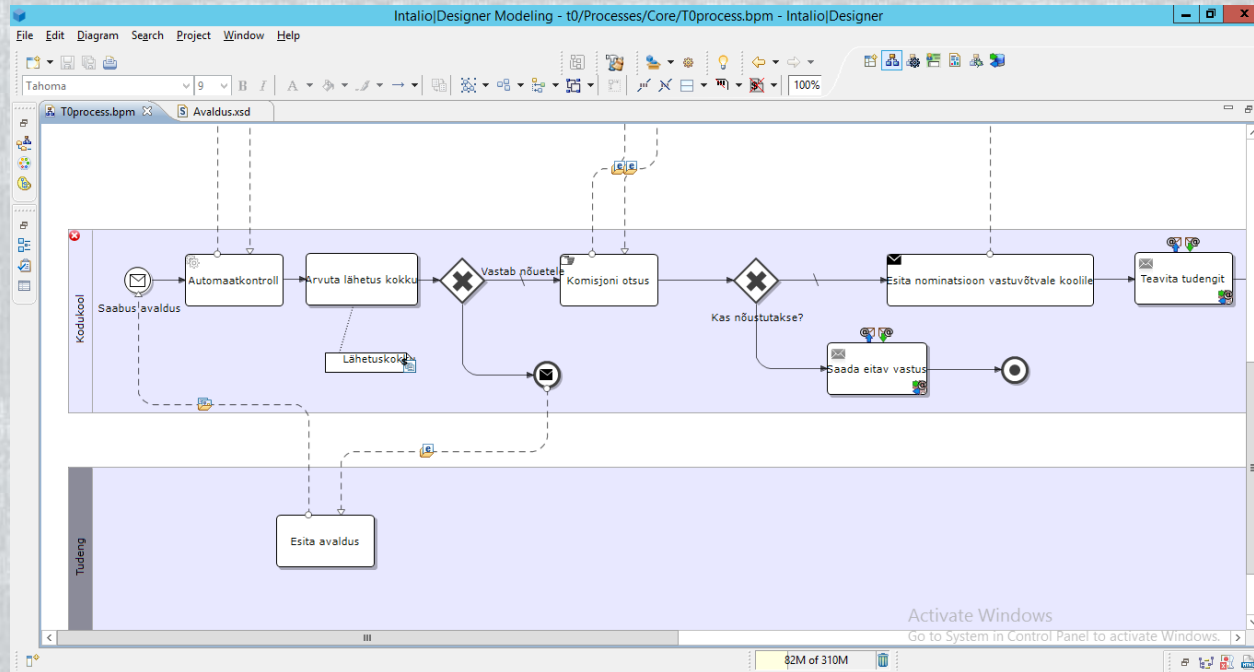 Intalio|Designer Modeling - t0/Processes/Core/T0process.bpm - Intalio|Designer
File Edit Diagram Search Project Window Help
Tahoma 9 B I A 100%
T0process.bpm Avaldus.xsd
Kodukool
Saabus avaldus
Automaatkontroll
Arvuta lähetus kokku
Lähetuskok
Vastab nõuetele
Komisjoni otsus
Kas nõustutakse?
Esita nominatsioon vastuvõtvale koolile
Teavita tudengit
Saada eitav vastus
Tudeng
Esita avaldus
Activate Windows
Go to System in Control Panel to activate Windows.
82M of 310M